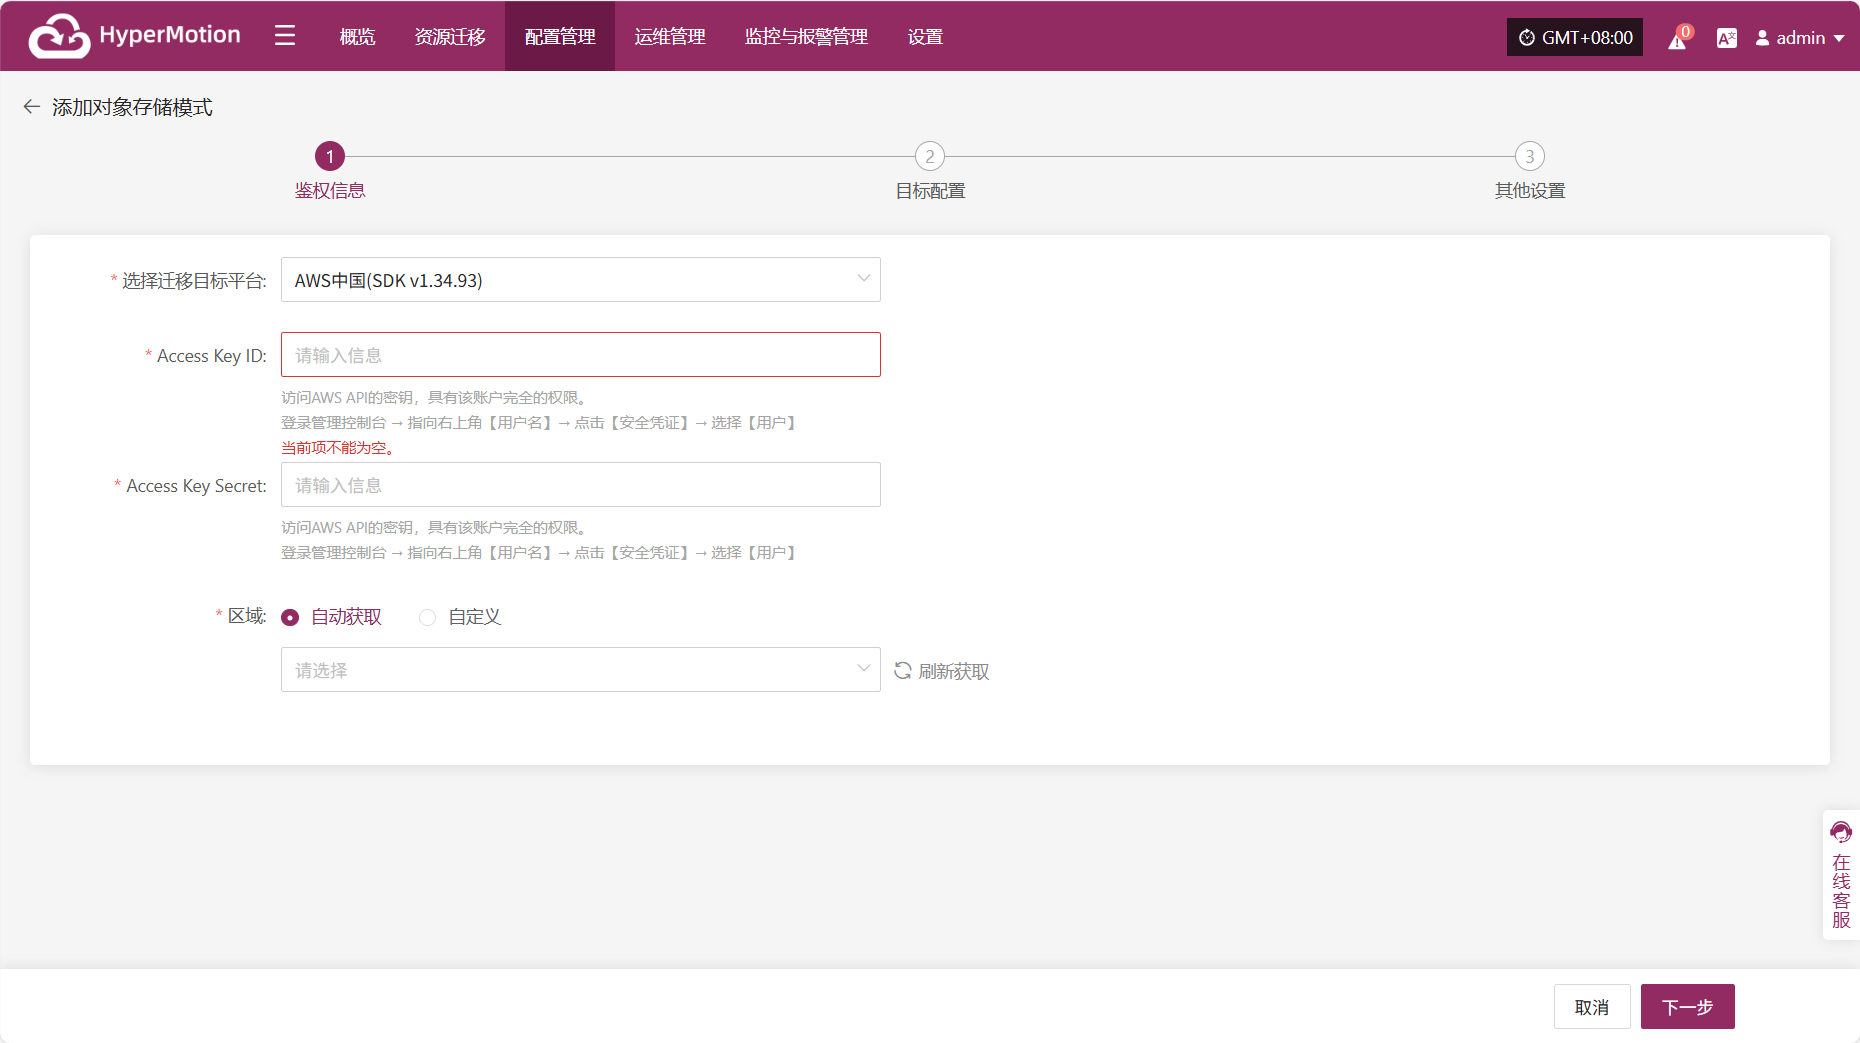 HyperMotion
概览
资源迁移
配置管理
运维管理
监控与报警管理
设置
GMT+08:00
0
admin
添加对象存储模式
1
2
3
鉴权信息
目标配置
其他设置
* 选择迁移目标平台:
AWS中国(SDK v1.34.93)
* Access Key ID:
请输入信息
访问AWS API的密钥，具有该账户完全的权限。
登录管理控制台 → 指向右上角【用户名】→ 点击【安全凭证】→ 选择【用户】
当前项不能为空。
* Access Key Secret:
请输入信息
访问AWS API的密钥，具有该账户完全的权限。
登录管理控制台 → 指向右上角【用户名】→ 点击【安全凭证】→ 选择【用户】
* 区域:
自动获取
自定义
请选择
刷新获取
在线客服
取消
下一步